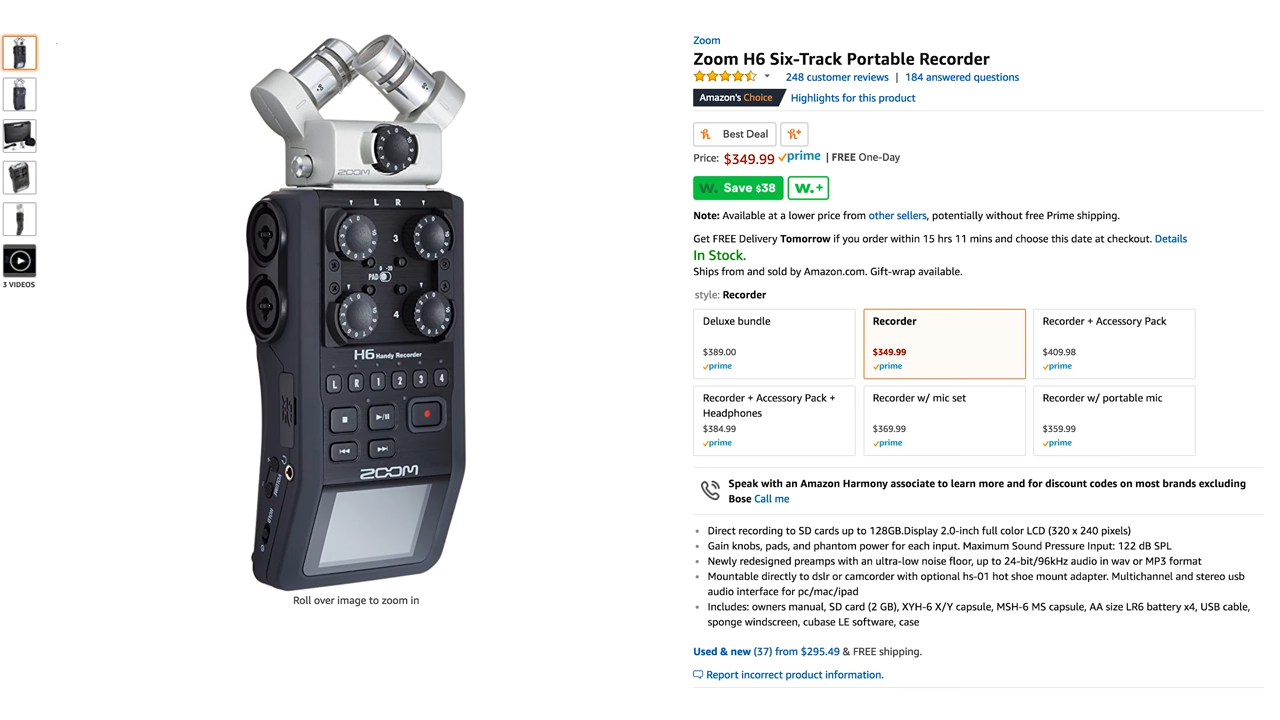 3 VIDEOS
ZOOM
L R
3
PAD 0 -20
4
H6 Handy Recorder
L R 1 2 3 4
VOLUME
HOLD
ZOOM
Roll over image to zoom in
Zoom
Zoom H6 Six-Track Portable Recorder
248 customer reviews | 184 answered questions
Amazon's Choice Highlights for this product
Best Deal
Price: $349.99 prime | FREE One-Day
w. Save $38 w.+
Note: Available at a lower price from other sellers, potentially without free Prime shipping.
Get FREE Delivery Tomorrow if you order within 15 hrs 11 mins and choose this date at checkout. Details
In Stock.
Ships from and sold by Amazon.com. Gift-wrap available.
style: Recorder
Deluxe bundle
$389.00
prime
Recorder
$349.99
prime
Recorder + Accessory Pack
$409.98
prime
Recorder + Accessory Pack +
Headphones
$384.99
prime
Recorder w/ mic set
$369.99
prime
Recorder w/ portable mic
$359.99
prime
Speak with an Amazon Harmony associate to learn more and for discount codes on most brands excluding
Bose Call me
Direct recording to SD cards up to 128GB.Display 2.0-inch full color LCD (320 x 240 pixels)
Gain knobs, pads, and phantom power for each input. Maximum Sound Pressure Input: 122 dB SPL
Newly redesigned preamps with an ultra-low noise floor, up to 24-bit/96kHz audio in wav or MP3 format
Mountable directly to dslr or camcorder with optional hs-01 hot shoe mount adapter. Multichannel and stereo usb
audio interface for pc/mac/ipad
Includes: owners manual, SD card (2 GB), XYH-6 X/Y capsule, MSH-6 MS capsule, AA size LR6 battery x4, USB cable,
sponge windscreen, cubase LE software, case
Used & new (37) from $295.49 & FREE shipping.
Report incorrect product information.